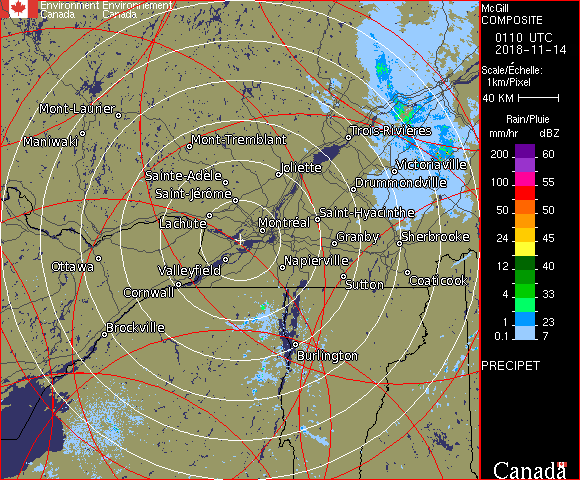 Environment Environnement
Canada Canada
McGill
COMPOSITE
0110 UTC
2018-11-14
Scale/Échelle:
1km/Pixel
40 KM
Rain/Pluie
mm/hr dBZ
200 60
100 55
50 50
24 45
12 40
4 33
1 23
0.1 7
PRECIPET
Canada
Mont-Laurier
Maniwaki
Mont-Tremblant
Trois-Rivières
Victoriaville
Joliette
Sainte-Adèle
Drummondville
Saint-Jérôme
Saint-Hyacinthe
Lachute
Montréal
Granby
Sherbrooke
Ottawa
Valleyfield
Napierville
Coaticook
Sutton
Cornwall
Brockville
Burlington